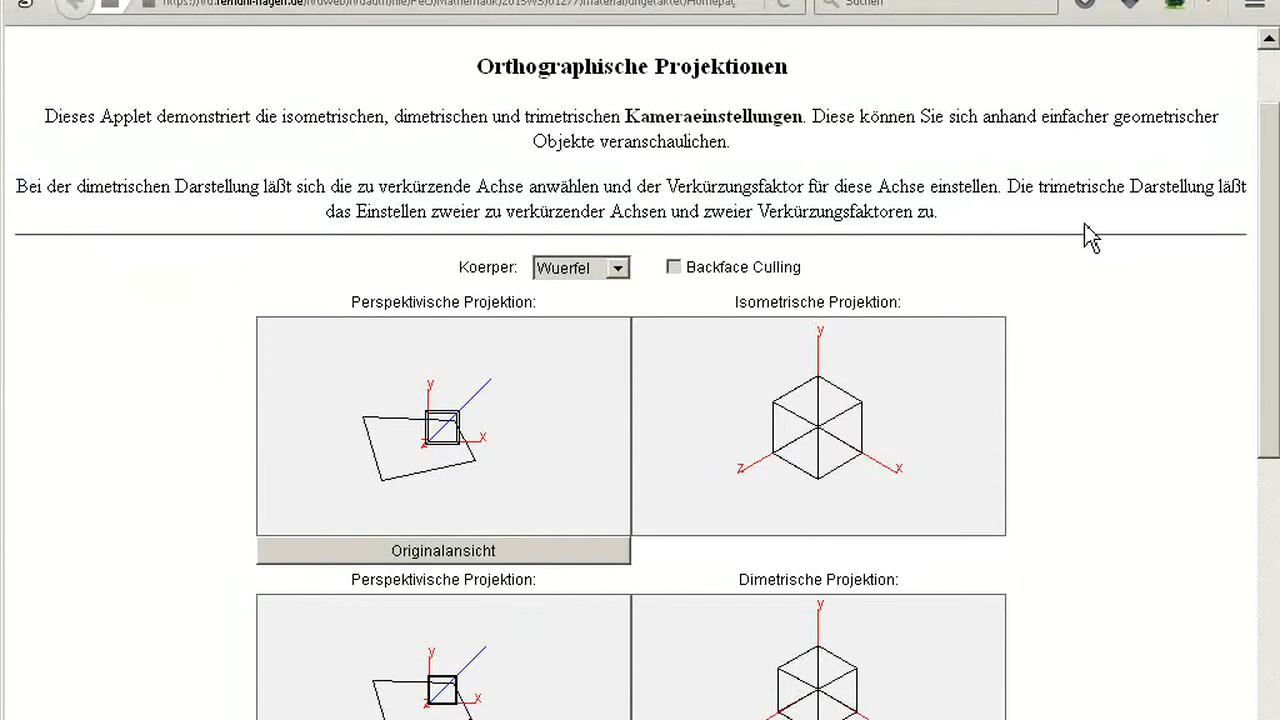 Suchen
Orthographische Projektionen
Dieses Applet demonstriert die isometrischen, dimetrischen und trimetrischen Kameraeinstellungen. Diese können Sie sich anhand einfacher geometrischer
Objekte veranschaulichen.
Bei der dimetrischen Darstellung läßt sich die zu verkürzende Achse anwählen und der Verkürzungsfaktor für diese Achse einstellen. Die trimetrische Darstellung läßt
das Einstellen zweier zu verkürzender Achsen und zweier Verkürzungsfaktoren zu.
Koerper: Wuerfel Backface Culling
Perspektivische Projektion: Isometrische Projektion:
y
x
z
y
z
x
Originalansicht
Perspektivische Projektion: Dimetrische Projektion:
y
x
y